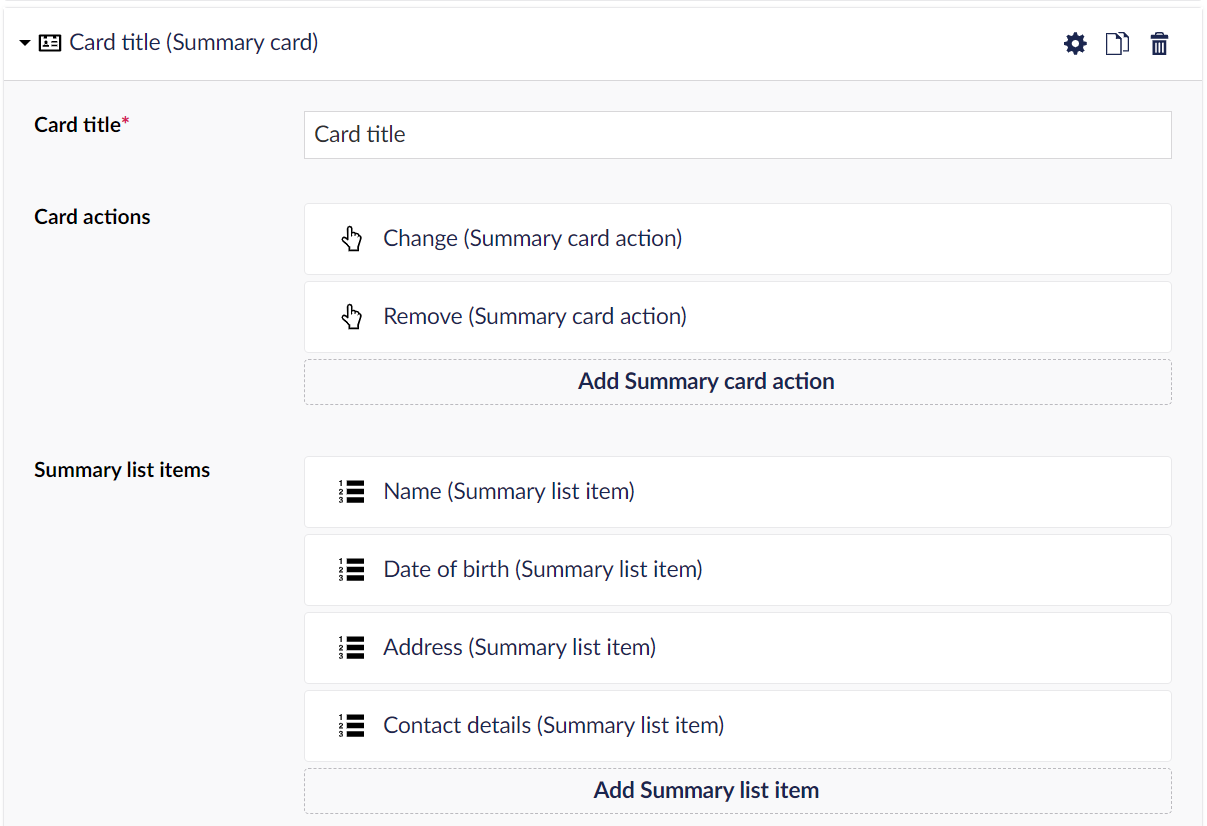 Card title (Summary card)
Card title*
Card title
Card actions
Change (Summary card action)
Remove (Summary card action)
Add Summary card action
Summary list items
Name (Summary list item)
Date of birth (Summary list item)
Address (Summary list item)
Contact details (Summary list item)
Add Summary list item